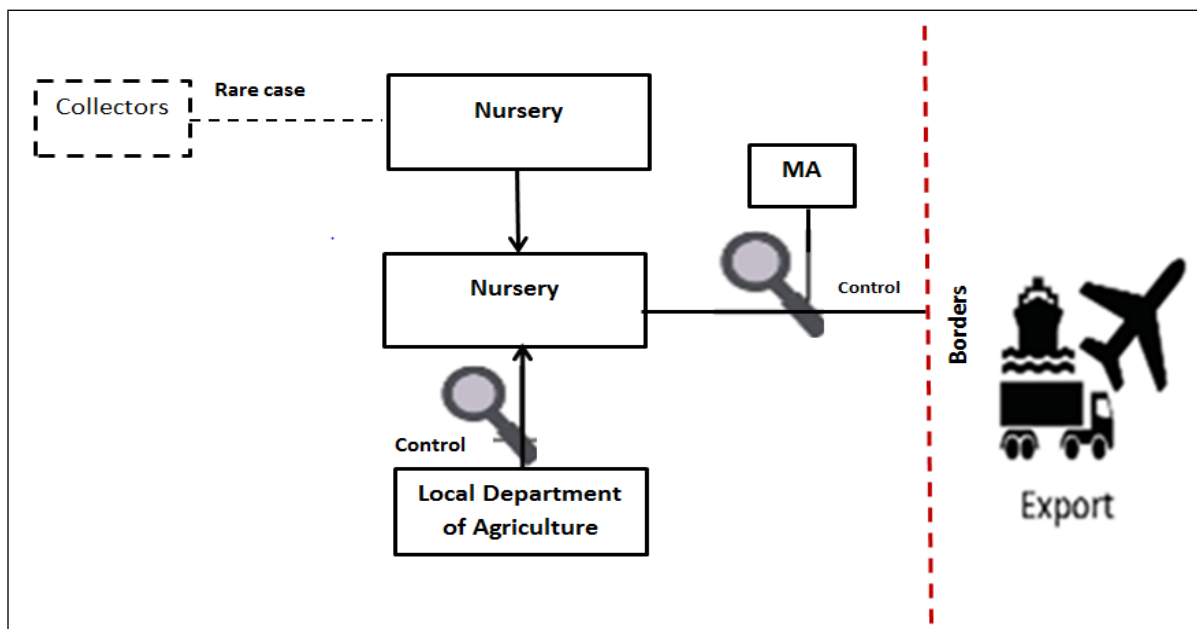 Collectors
Rare case
Nursery
MA
Nursery
Control
Borders
Control
Local Department
of Agriculture
Export